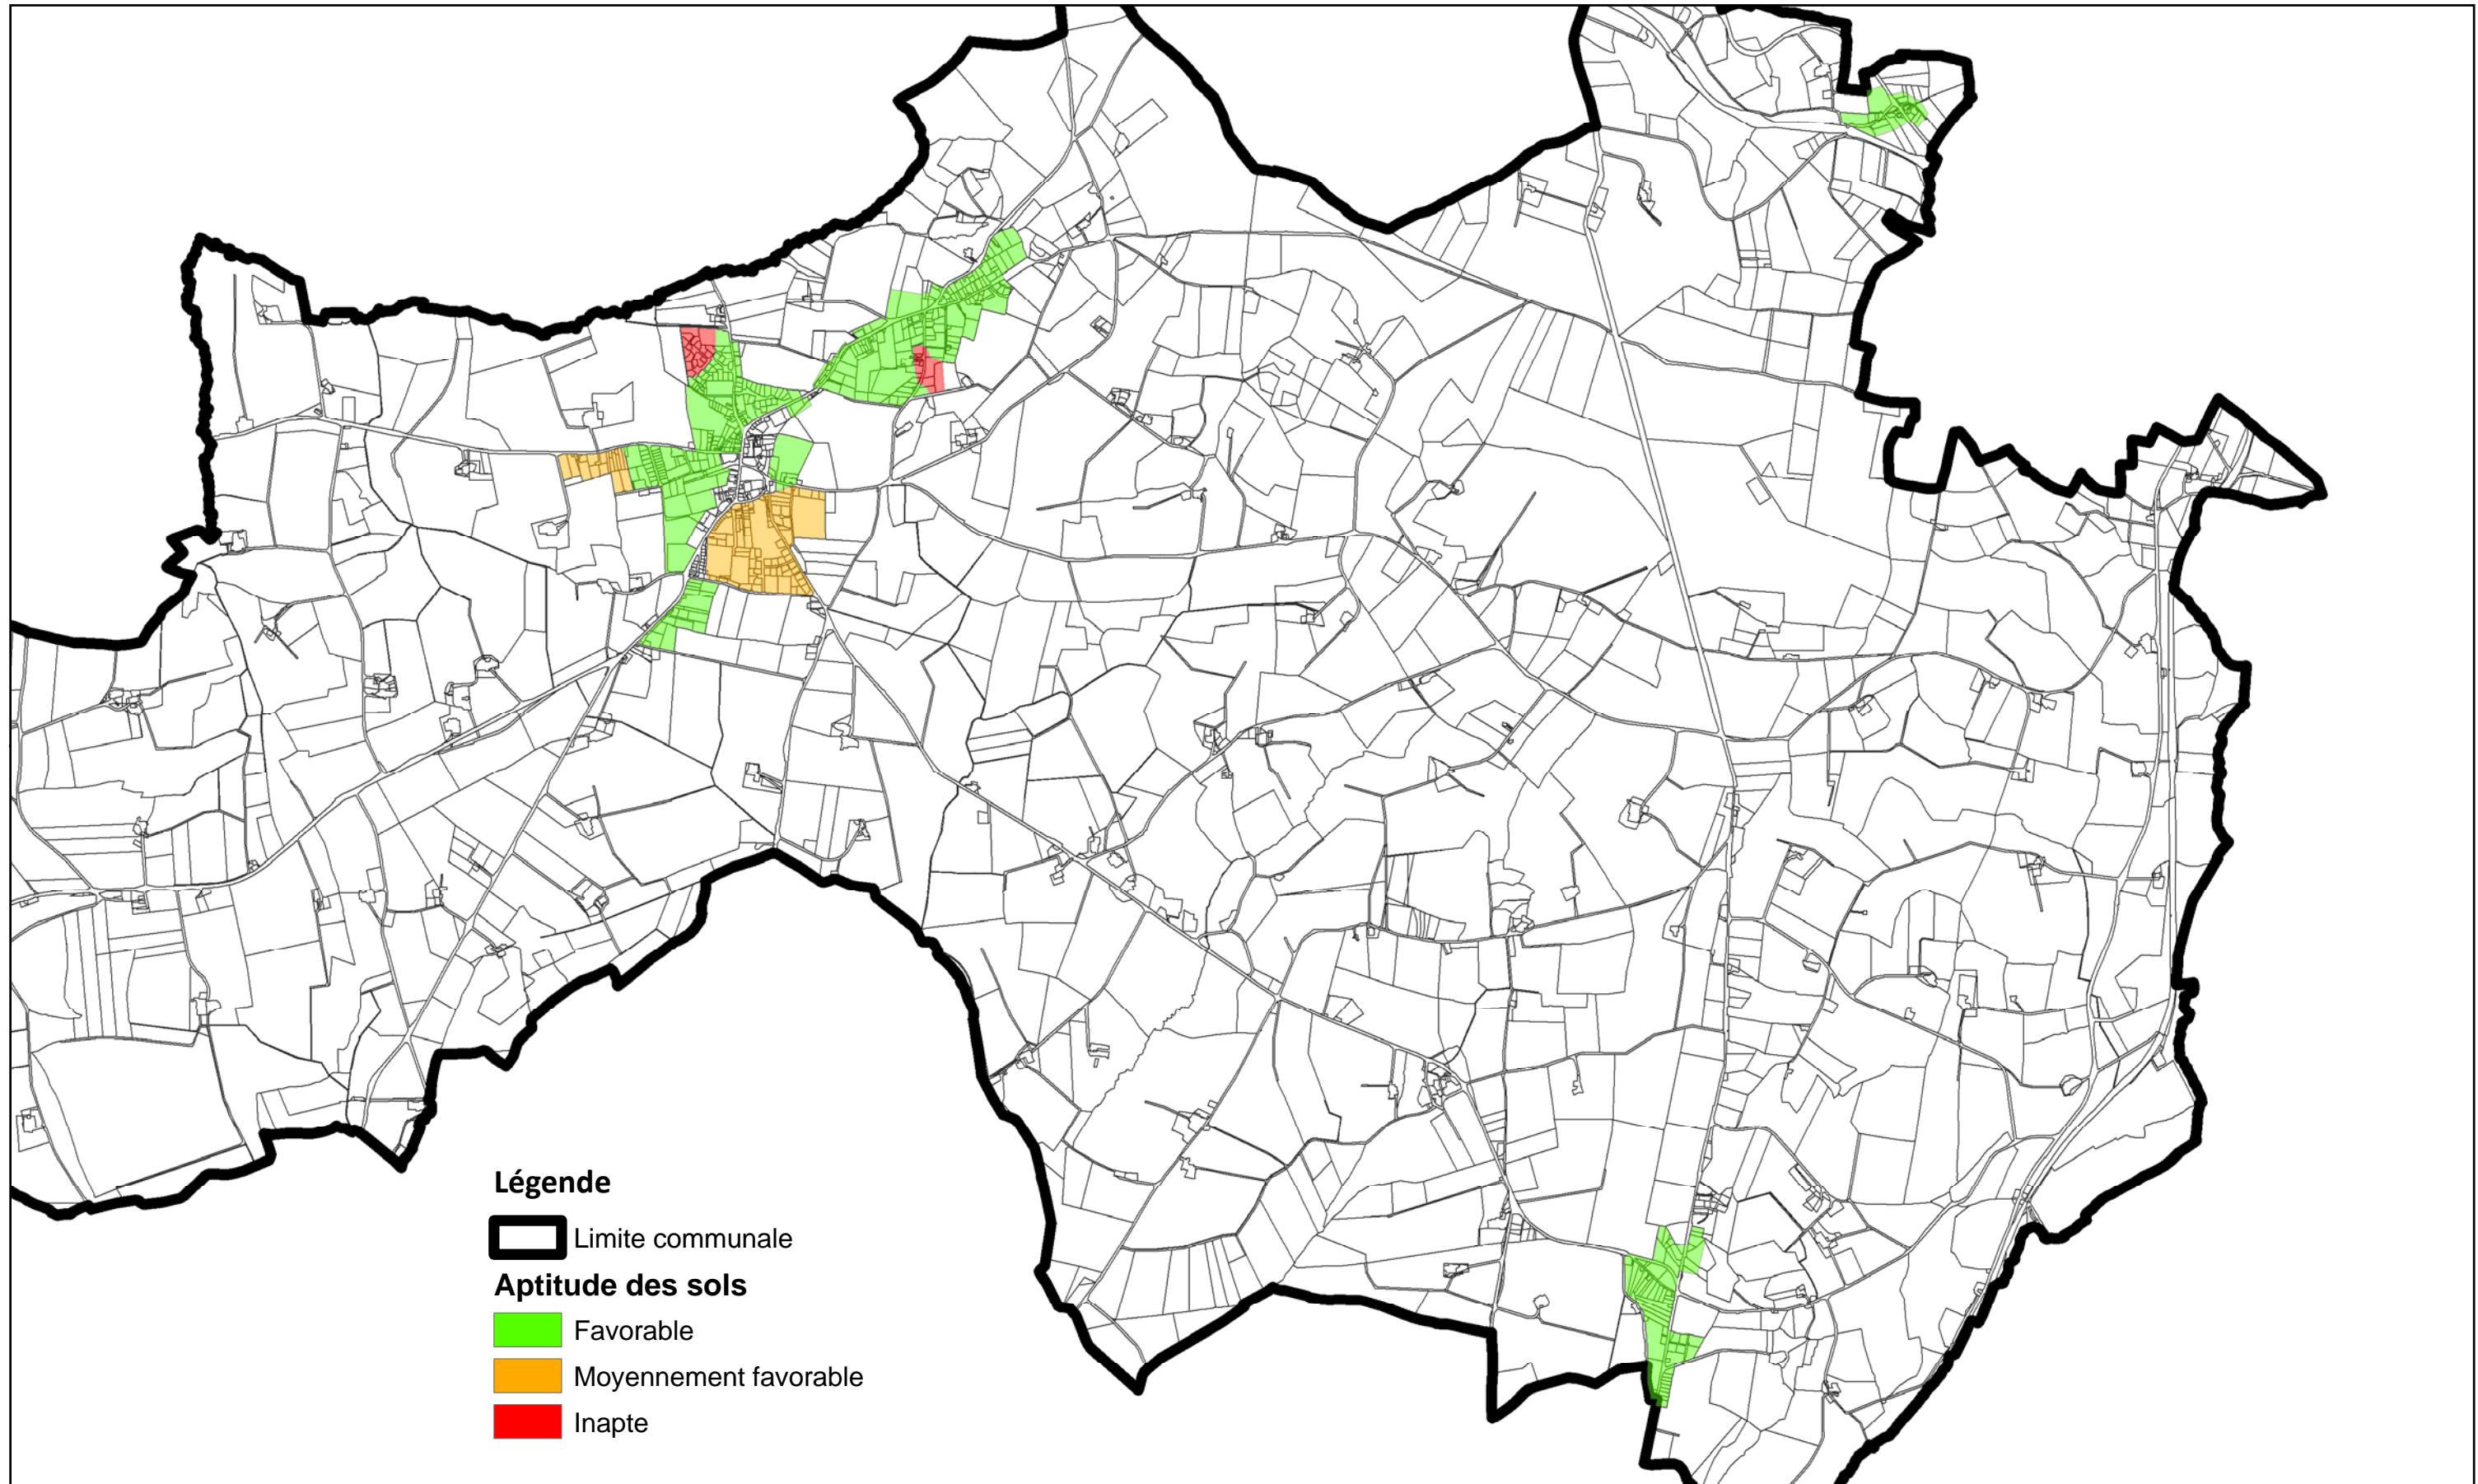 Légende
Limite communale
Aptitude des sols
Favorable
Moyennement favorable
Inapte